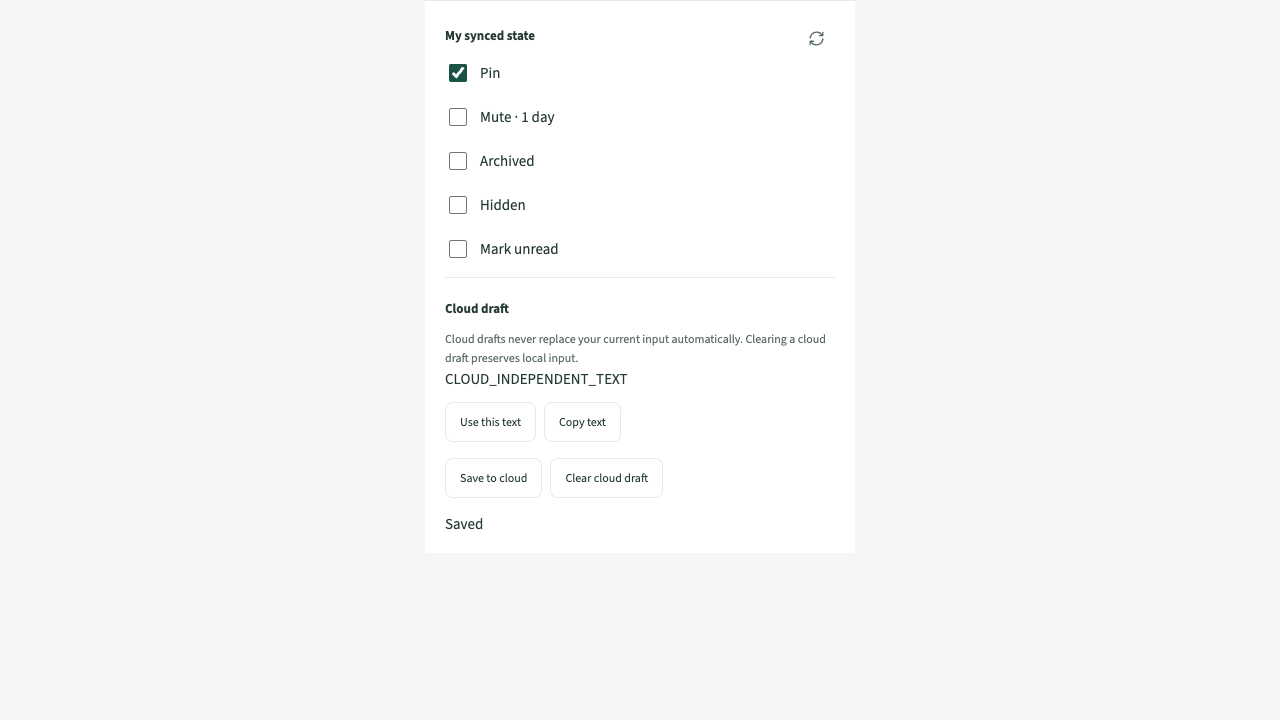 My synced state
Pin
Mute · 1 day
Archived
Hidden
Mark unread
Cloud draft
Cloud drafts never replace your current input automatically. Clearing a cloud
draft preserves local input.
CLOUD_INDEPENDENT_TEXT
Use this text
Copy text
Save to cloud
Clear cloud draft
Saved